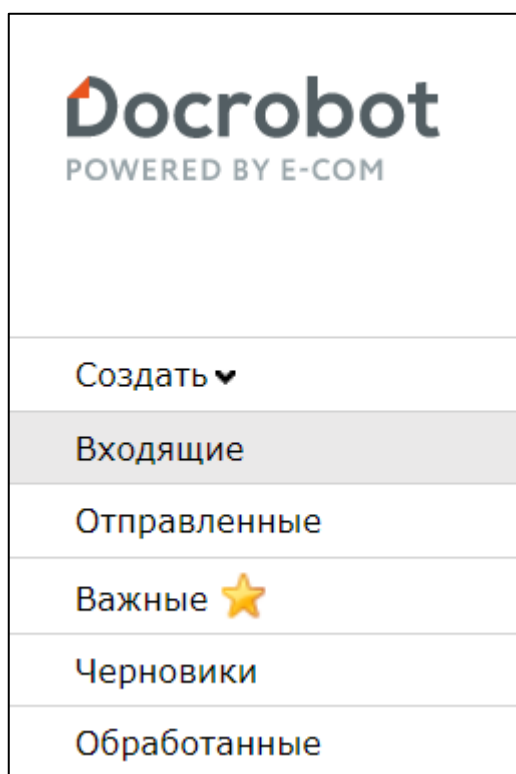 Docrobot
POWERED BY E-COM
Создать
Входящие
Отправленные
Важные
Черновики
Обработанные